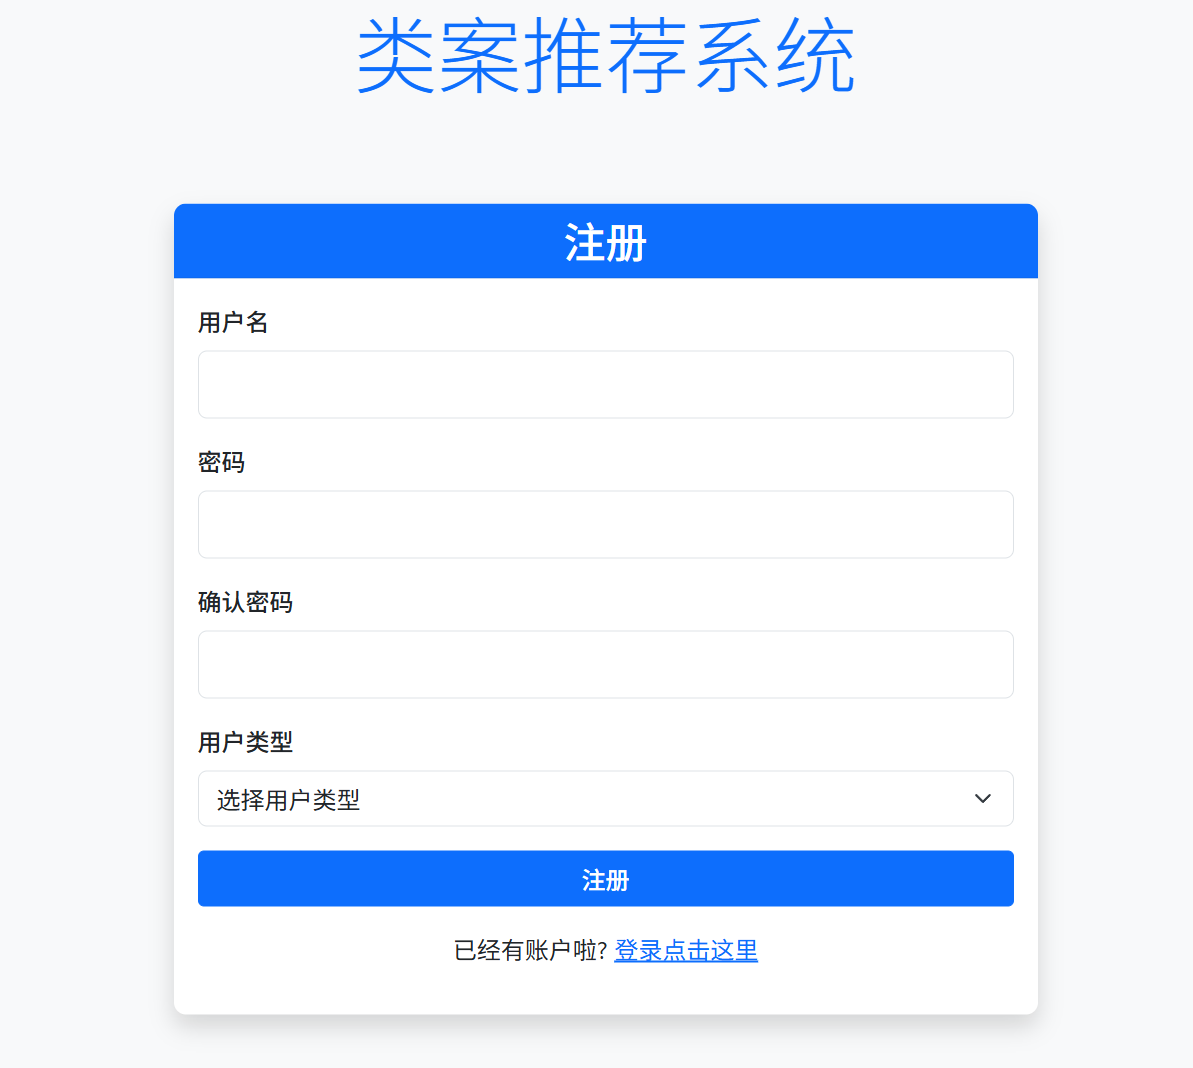 类案推荐系统
注册
用户名
密码
确认密码
用户类型
选择用户类型
注册
已经有账户啦? 登录点击这里